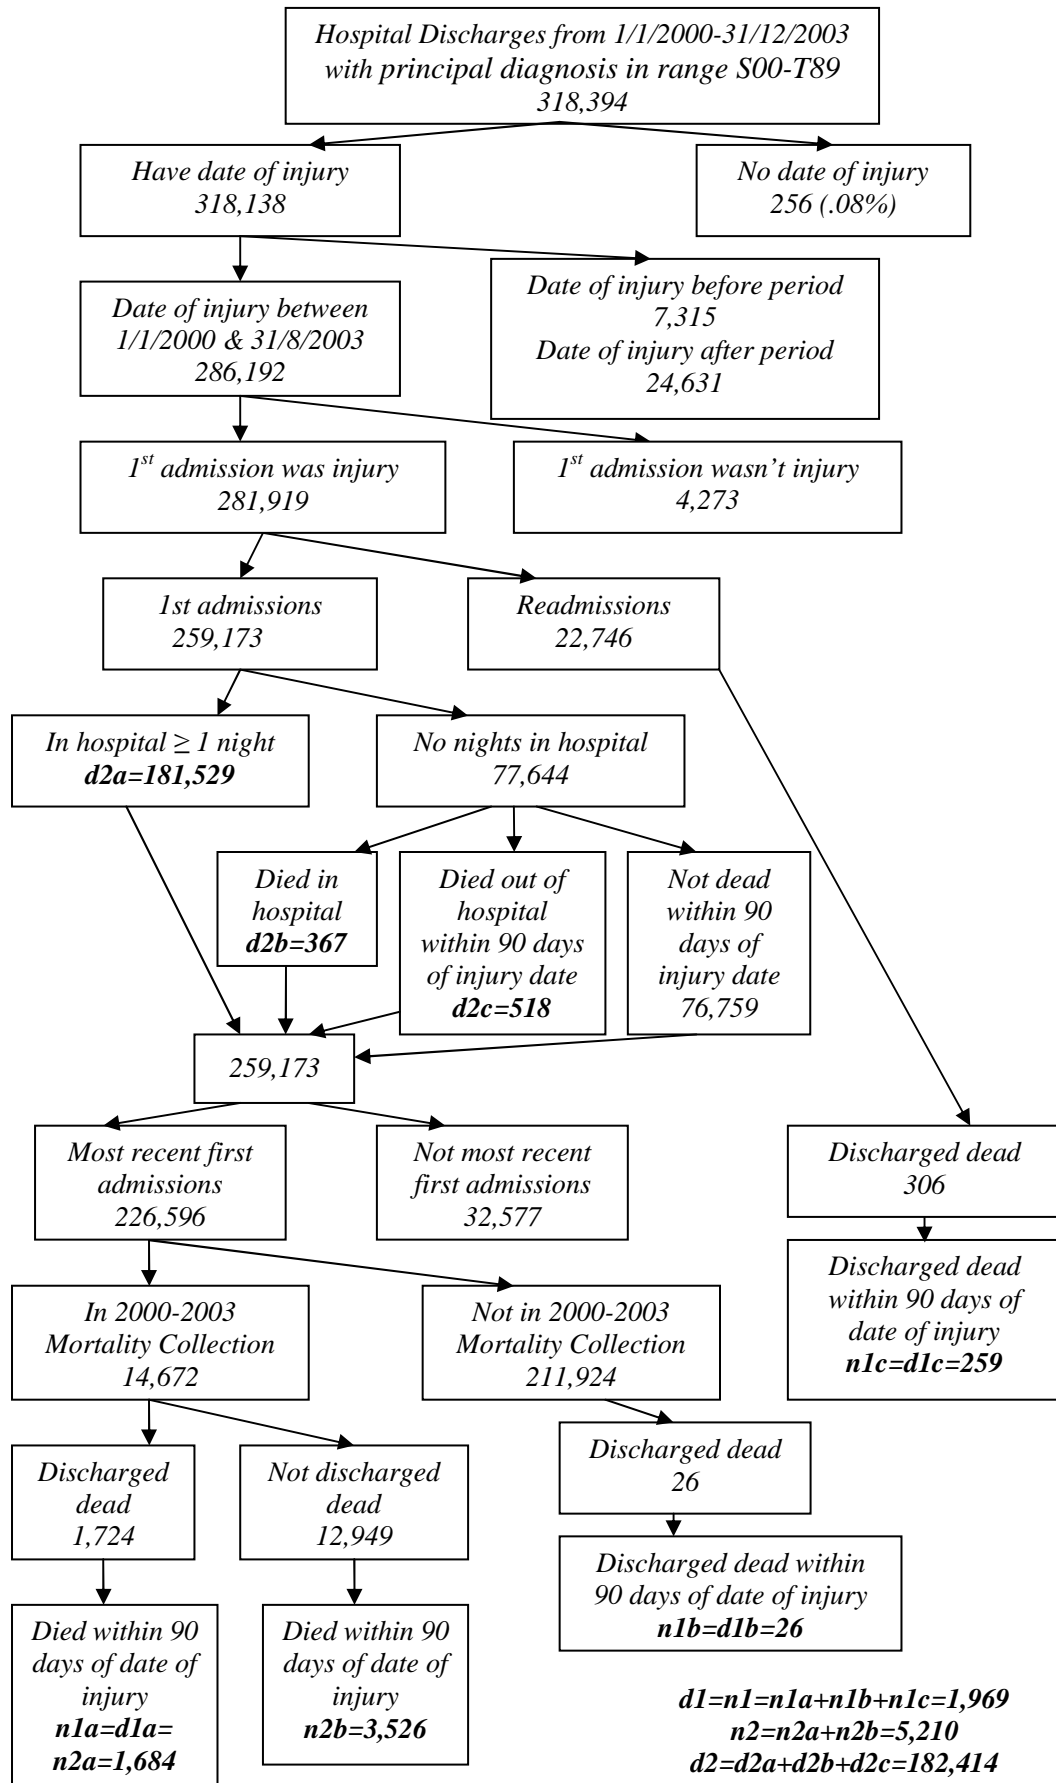 Hospital Discharges from 1/1/2000-31/12/2003
with principal diagnosis in range S00-T89
318,394
Have date of injury
318,138
No date of injury
256 (.08%)
Date of injury between
1/1/2000 & 31/8/2003
286,192
Date of injury before period
7,315
Date of injury after period
24,631
1st admission was injury
281,919
1st admission wasn't injury
4,273
1st admissions
259,173
Readmissions
22,746
In hospital ≥ 1 night
d2a=181,529
No nights in hospital
77,644
Died in
hospital
d2b=367
Died out of
hospital
within 90 days
of injury date
d2c=518
Not dead
within 90
days of
injury date
76,759
259,173
Most recent first
admissions
226,596
Not most recent
first admissions
32,577
Discharged dead
306
Discharged dead
within 90 days of
date of injury
n1c=d1c=259
In 2000-2003
Mortality Collection
14,672
Not in 2000-2003
Mortality Collection
211,924
Discharged
dead
1,724
Not discharged
dead
12,949
Discharged dead
26
Discharged dead within
90 days of date of injury
n1b=d1b=26
Died within 90
days of date of
injury
n1a=d1a=
n2a=1,684
Died within 90
days of date of
injury
n2b=3,526
d1=n1=n1a+n1b+n1c=1,969
n2=n2a+n2b=5,210
d2=d2a+d2b+d2c=182,414